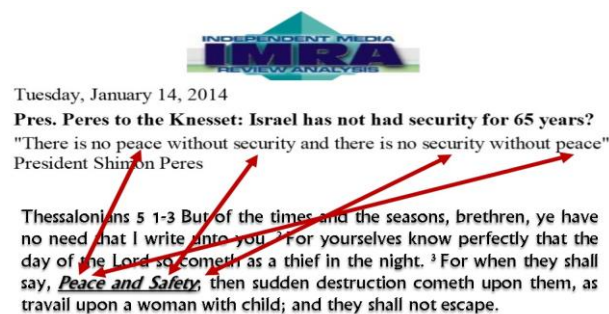 INDEPENDENT MEDIA
IMRA
REVIEW ANALYSIS
Tuesday, January 14, 2014
Pres. Peres to the Knesset: Israel has not had security for 65 years?
"There is no peace without security and there is no security without peace"
President Shimon Peres
Thessalonians 5 1-3 But of the times and the seasons, brethren, ye have
no need that I write unto you. ² For yourselves know perfectly that the
day of the Lord so cometh as a thief in the night. ³ For when they shall
say, Peace and Safety; then sudden destruction cometh upon them, as
travail upon a woman with child; and they shall not escape.